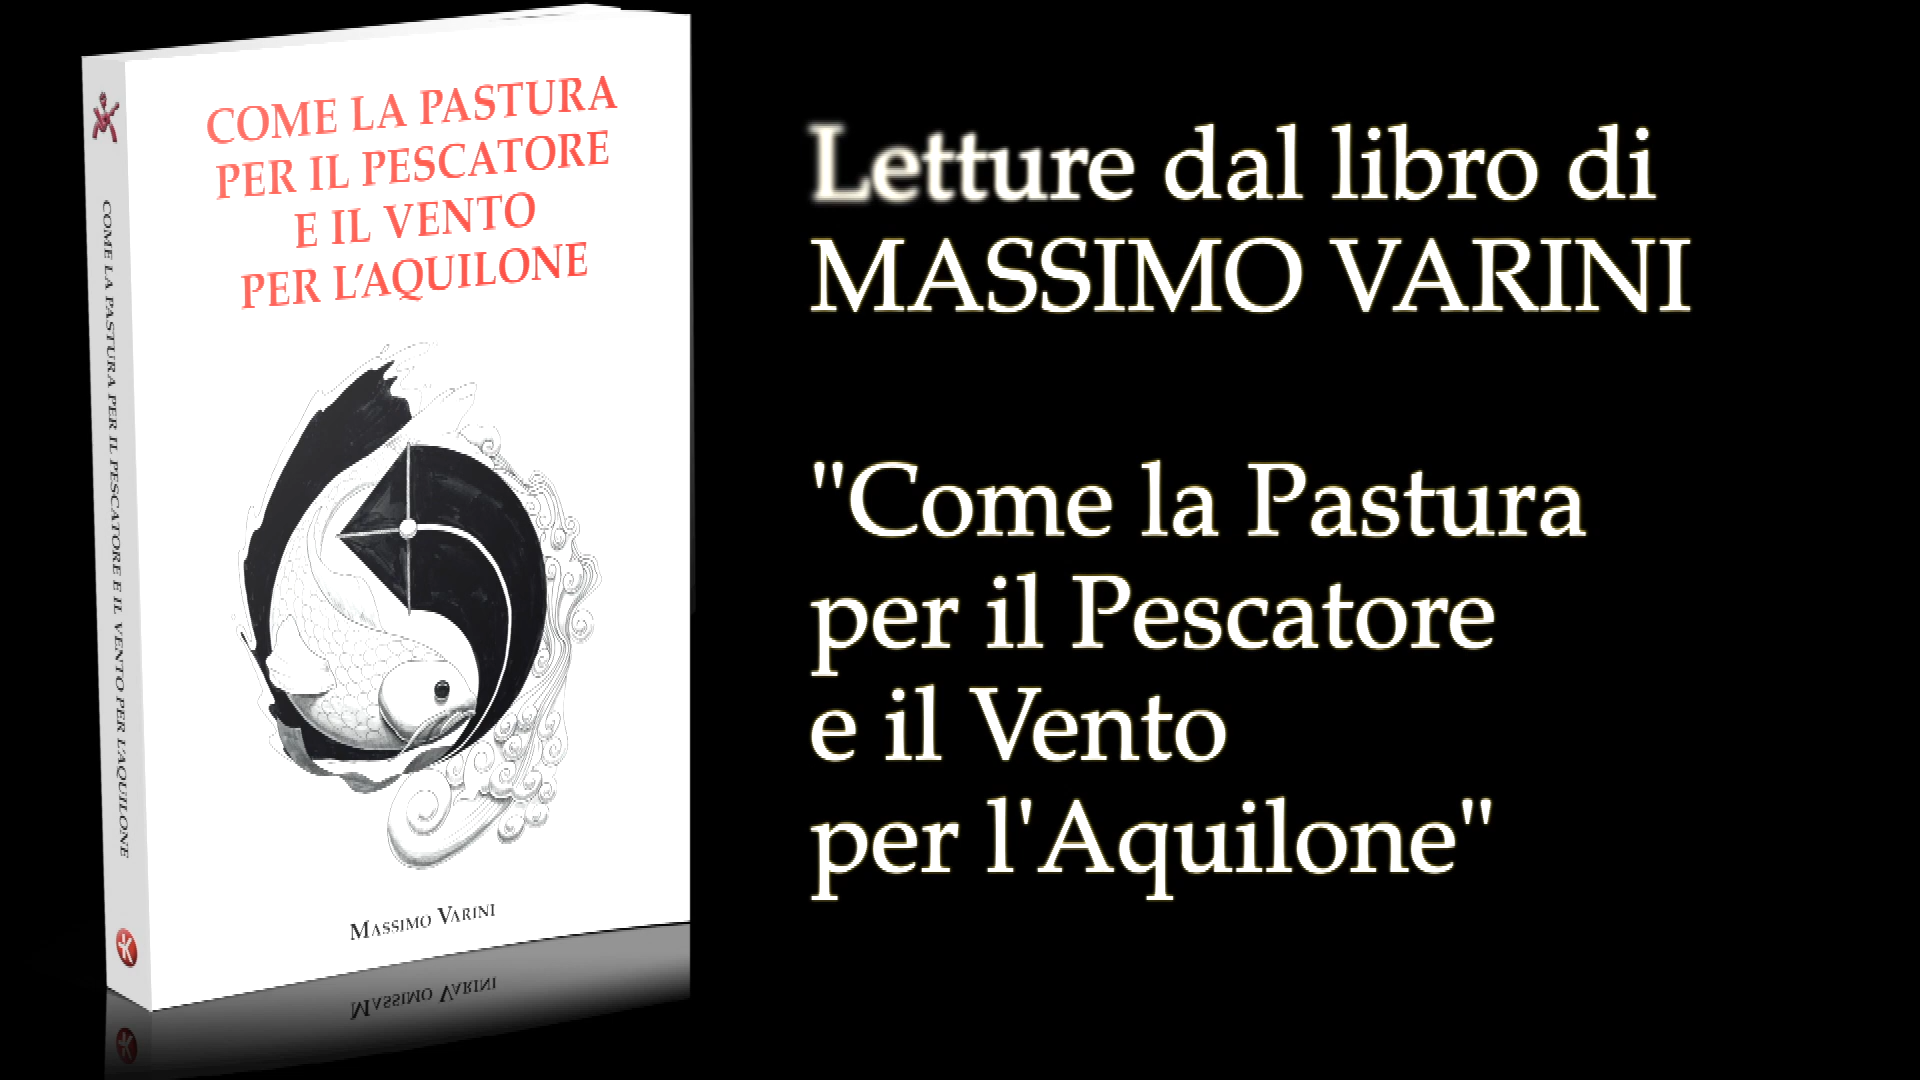 COME LA PASTURA
PER IL PESCATORE
E IL VENTO
PER L'AQUILONE
MASSIMO VARINI
COME LA PASTURA PER IL PESCATORE E IL VENTO PER L'AQUILONE
Letture dal libro di
MASSIMO VARINI
"Come la Pastura
per il Pescatore
e il Vento
per l'Aquilone"
MASSIMO VARINI